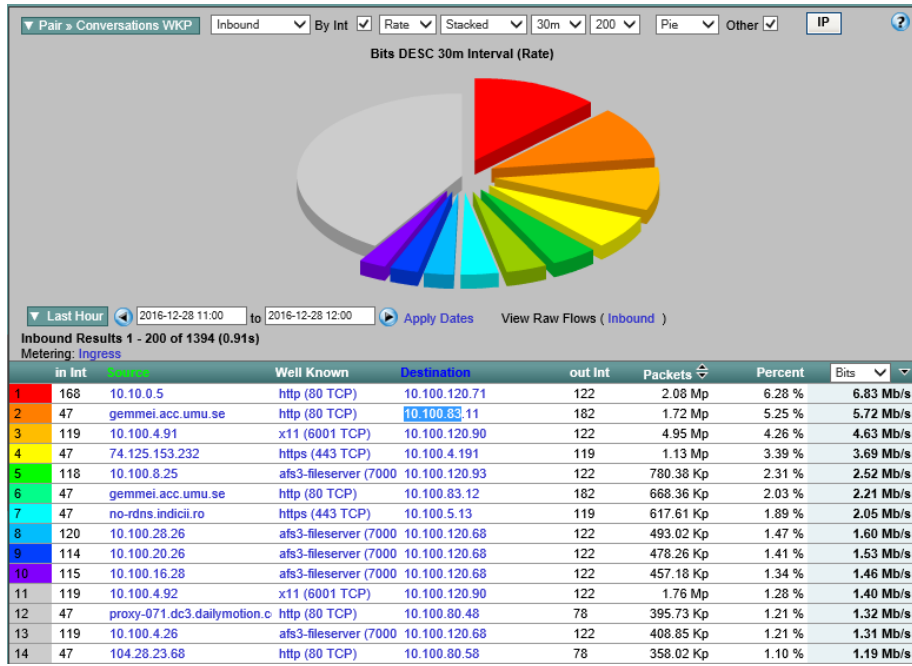 ▼ Pair » Conversations WKP Inbound By Int Rate Stacked 30m 200 Pie Other IP ?
Bits DESC 30m Interval (Rate)
▼ Last Hour 2016-12-28 11:00 to 2016-12-28 12:00 Apply Dates View Raw Flows ( Inbound )
Inbound Results 1 - 200 of 1394 (0.91s)
Metering: Ingress
in Int Source Well Known Destination out Int Packets Percent Bits
1 168 10.10.0.5 http (80 TCP) 10.100.120.71 122 2.08 Mp 6.28 % 6.83 Mb/s
2 47 gemmei.acc.umu.se http (80 TCP) 10.100.83.11 182 1.72 Mp 5.25 % 5.72 Mb/s
3 119 10.100.4.91 x11 (6001 TCP) 10.100.120.90 122 4.95 Mp 4.26 % 4.63 Mb/s
4 47 74.125.153.232 https (443 TCP) 10.100.4.191 119 1.13 Mp 3.39 % 3.69 Mb/s
5 118 10.100.8.25 afs3-fileserver (7000 10.100.120.93 122 780.38 Kp 2.31 % 2.52 Mb/s
6 47 gemmei.acc.umu.se http (80 TCP) 10.100.83.12 182 668.36 Kp 2.03 % 2.21 Mb/s
7 47 no-rdns.indicii.ro https (443 TCP) 10.100.5.13 119 617.61 Kp 1.89 % 2.05 Mb/s
8 120 10.100.28.26 afs3-fileserver (7000 10.100.120.68 122 493.02 Kp 1.47 % 1.60 Mb/s
9 114 10.100.20.26 afs3-fileserver (7000 10.100.120.68 122 478.26 Kp 1.41 % 1.53 Mb/s
10 115 10.100.16.28 afs3-fileserver (7000 10.100.120.68 122 457.18 Kp 1.34 % 1.46 Mb/s
11 119 10.100.4.92 x11 (6001 TCP) 10.100.120.90 122 1.76 Mp 1.28 % 1.40 Mb/s
12 47 proxy-071.dc3.dailymotion.c http (80 TCP) 10.100.80.48 78 395.73 Kp 1.21 % 1.32 Mb/s
13 119 10.100.4.26 afs3-fileserver (7000 10.100.120.68 122 408.85 Kp 1.21 % 1.31 Mb/s
14 47 104.28.23.68 http (80 TCP) 10.100.80.58 78 358.02 Kp 1.10 % 1.19 Mb/s